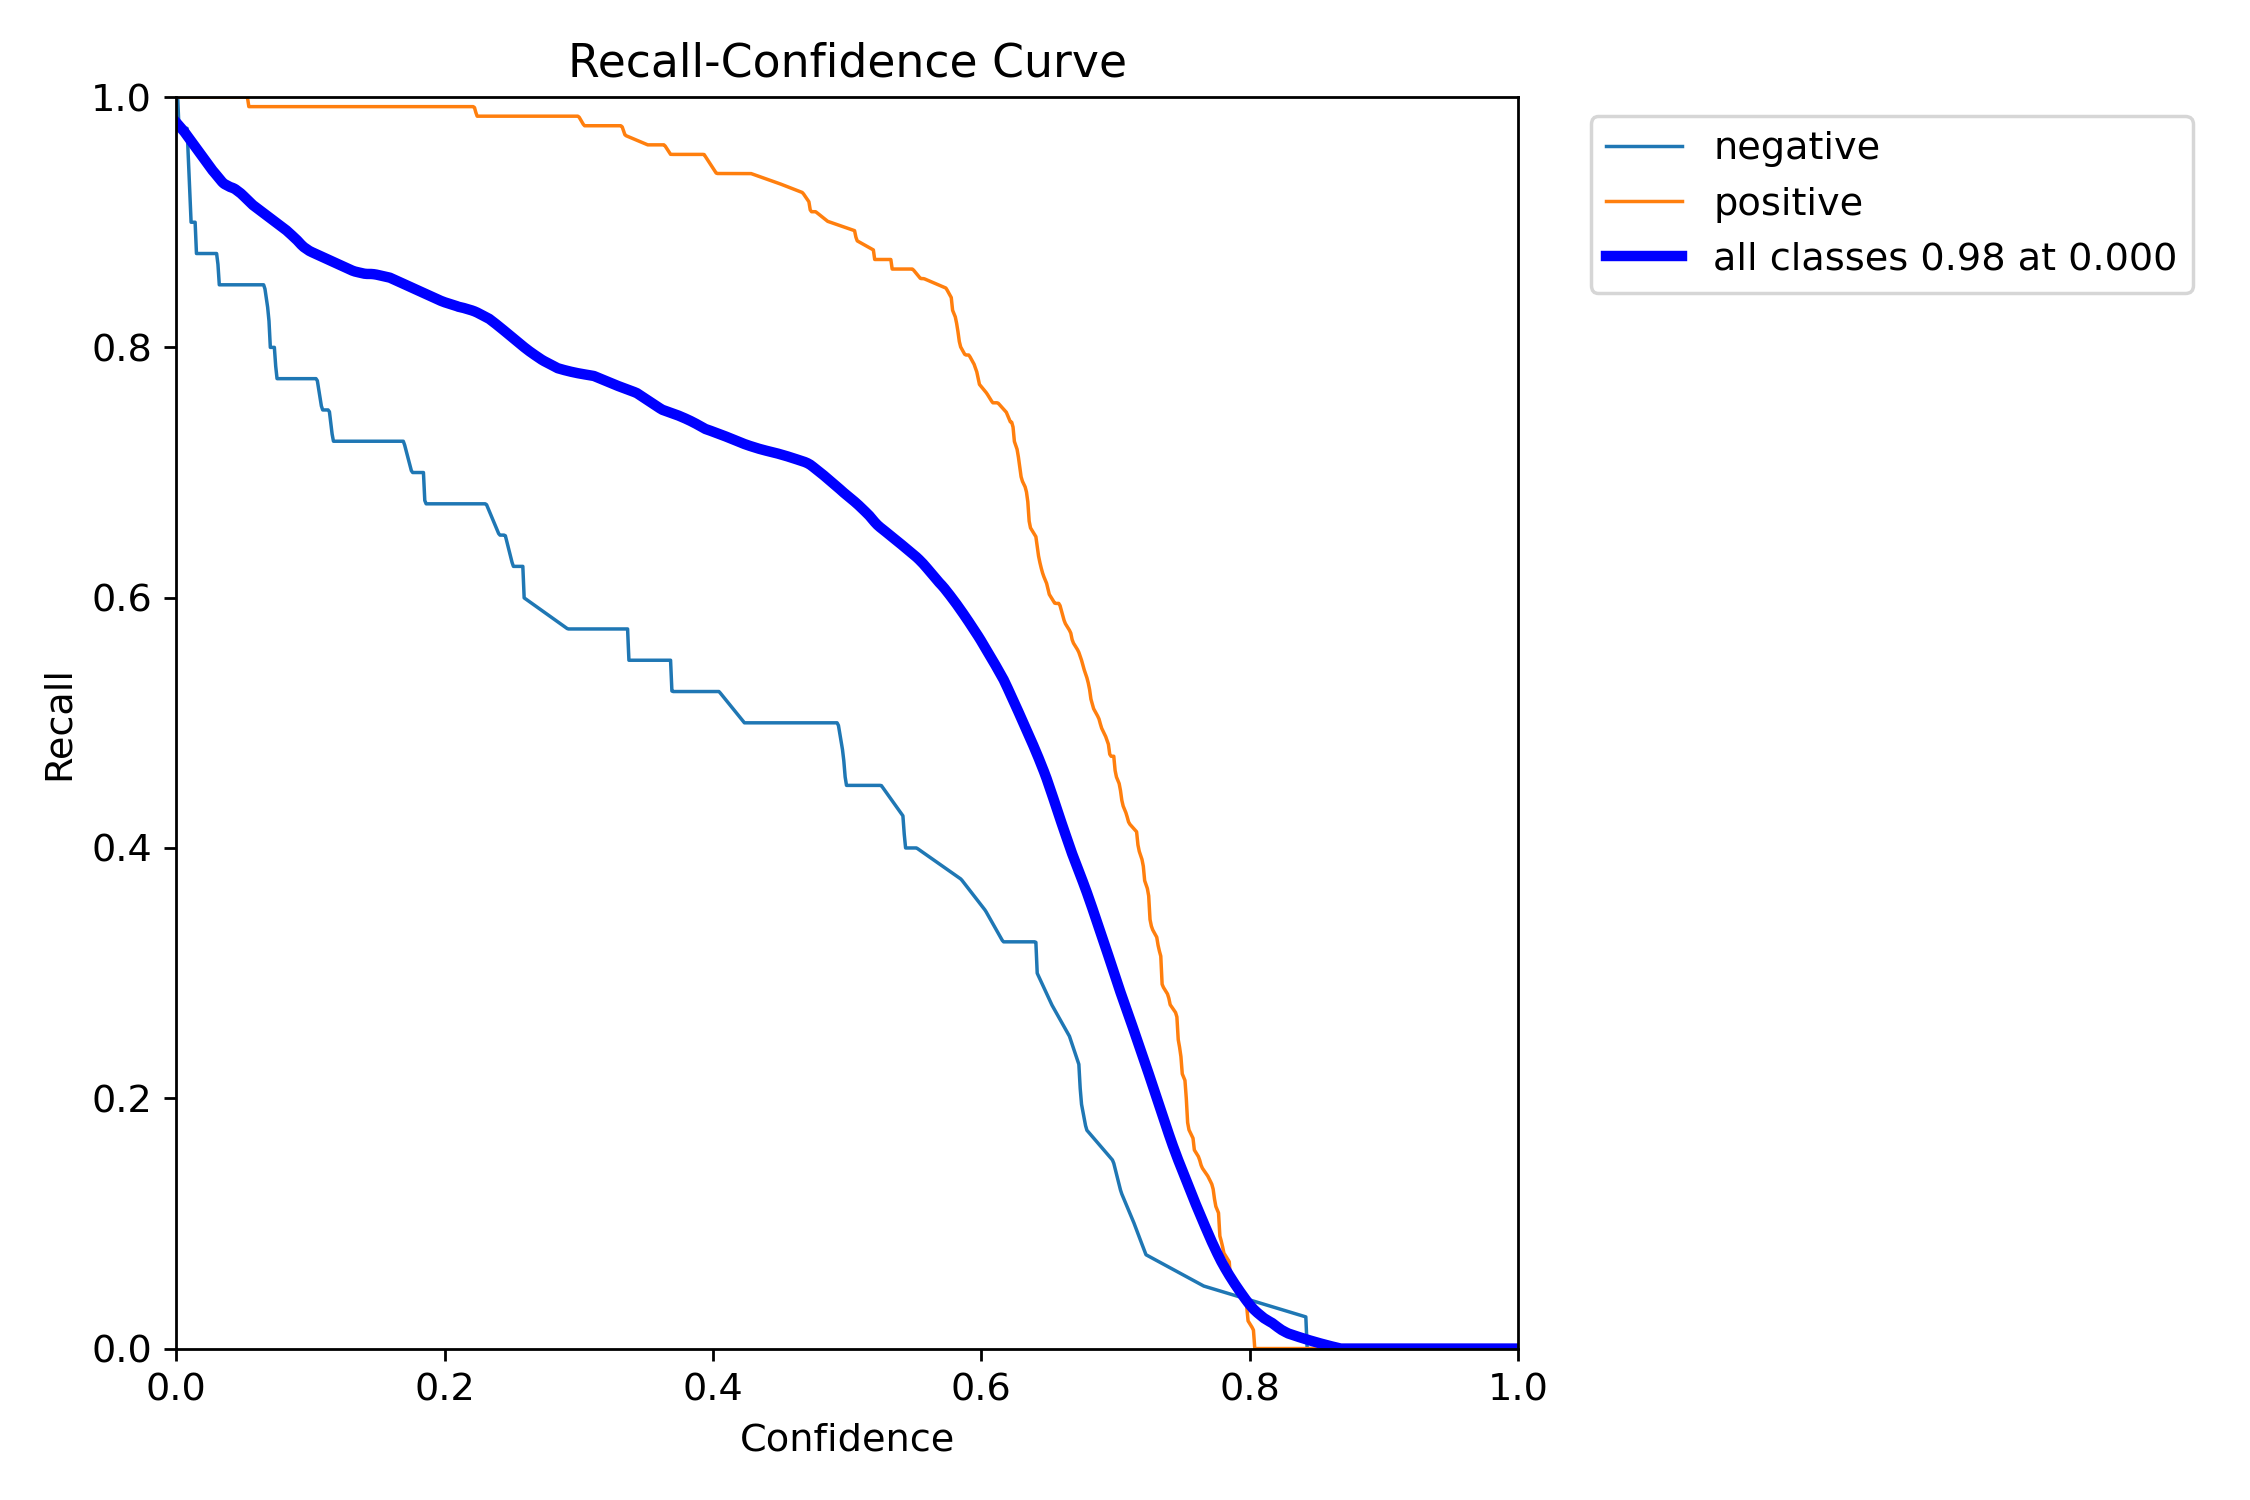 Recall-Confidence Curve
1.0
0.8
0.6
0.4
0.2
0.0
Recall
0.0 0.2 0.4 0.6 0.8 1.0
Confidence
negative
positive
all classes 0.98 at 0.000